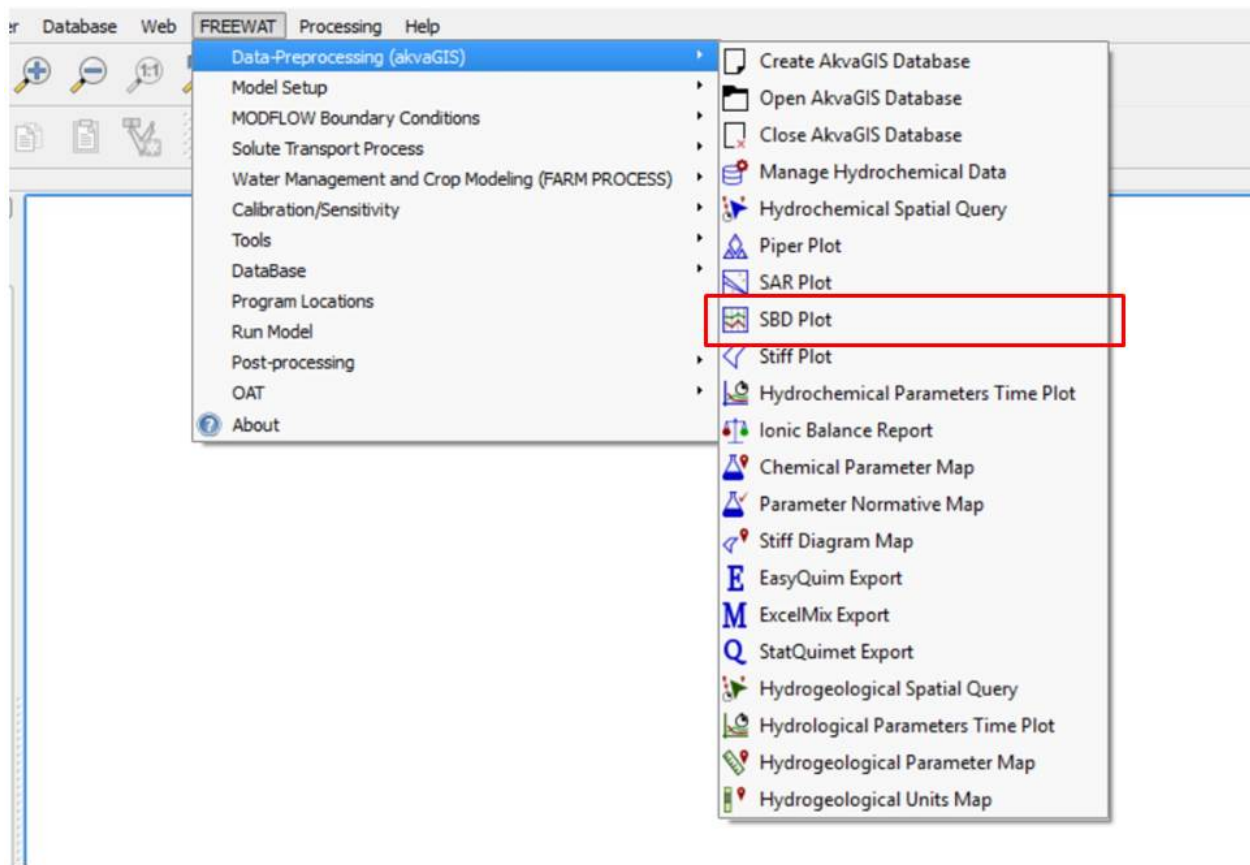 Database Web FREEWAT Processing Help
Data-Preprocessing (akvaGIS)
Model Setup
MODFLOW Boundary Conditions
Solute Transport Process
Water Management and Crop Modeling (FARM PROCESS)
Calibration/Sensitivity
Tools
DataBase
Program Locations
Run Model
Post-processing
OAT
About
Create AkvaGIS Database
Open AkvaGIS Database
Close AkvaGIS Database
Manage Hydrochemical Data
Hydrochemical Spatial Query
Piper Plot
SAR Plot
SBD Plot
Stiff Plot
Hydrochemical Parameters Time Plot
Ionic Balance Report
Chemical Parameter Map
Parameter Normative Map
Stiff Diagram Map
E EasyQuim Export
M ExcelMix Export
Q StatQuimet Export
Hydrogeological Spatial Query
Hydrological Parameters Time Plot
Hydrogeological Parameter Map
Hydrogeological Units Map